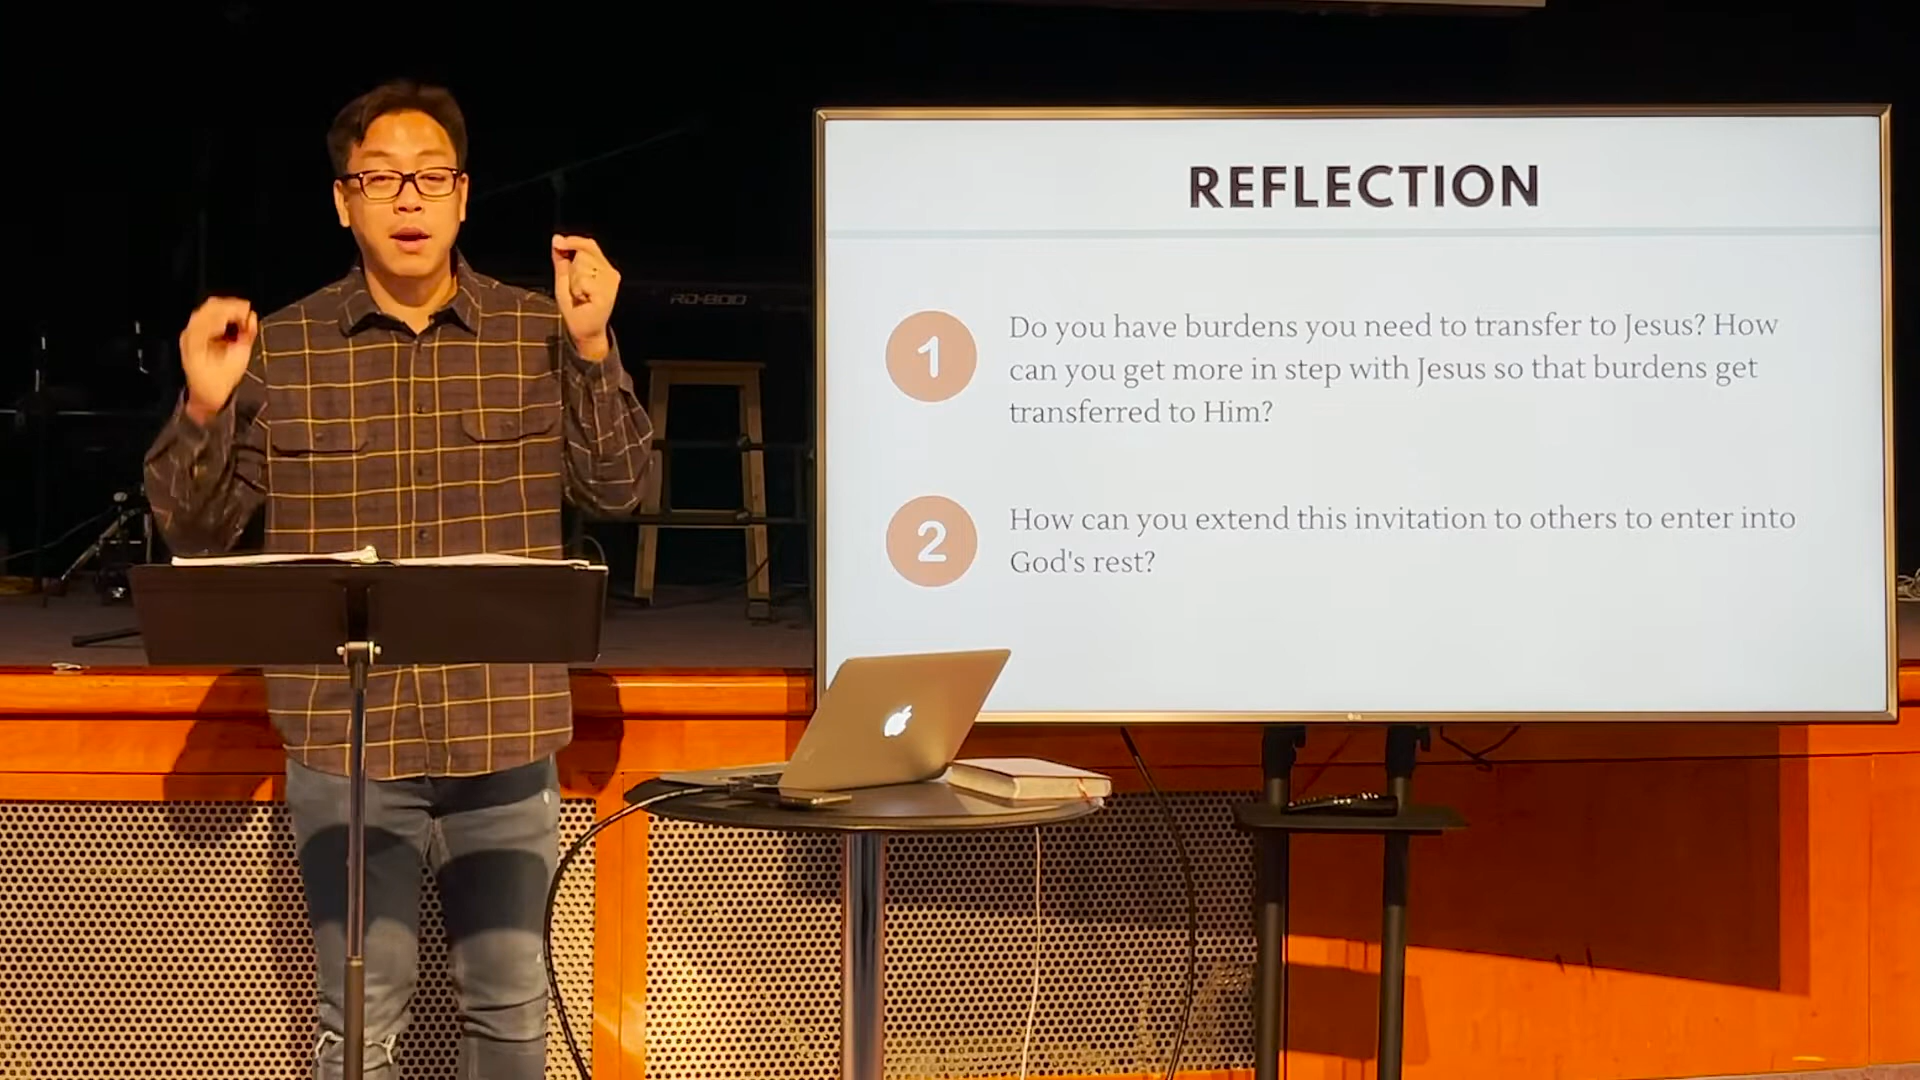 REFLECTION
1
Do you have burdens you need to transfer to Jesus? How
can you get more in step with Jesus so that burdens get
transferred to Him?
2
How can you extend this invitation to others to enter into
God's rest?
RD-800